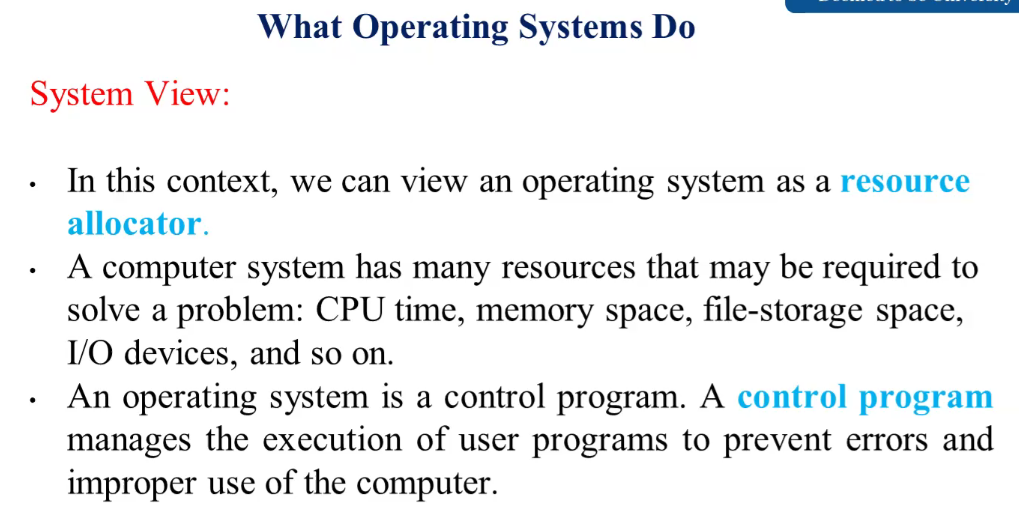 What Operating Systems Do
System View:
• In this context, we can view an operating system as a resource
allocator.
• A computer system has many resources that may be required to
solve a problem: CPU time, memory space, file-storage space,
I/O devices, and so on.
• An operating system is a control program. A control program
manages the execution of user programs to prevent errors and
improper use of the computer.